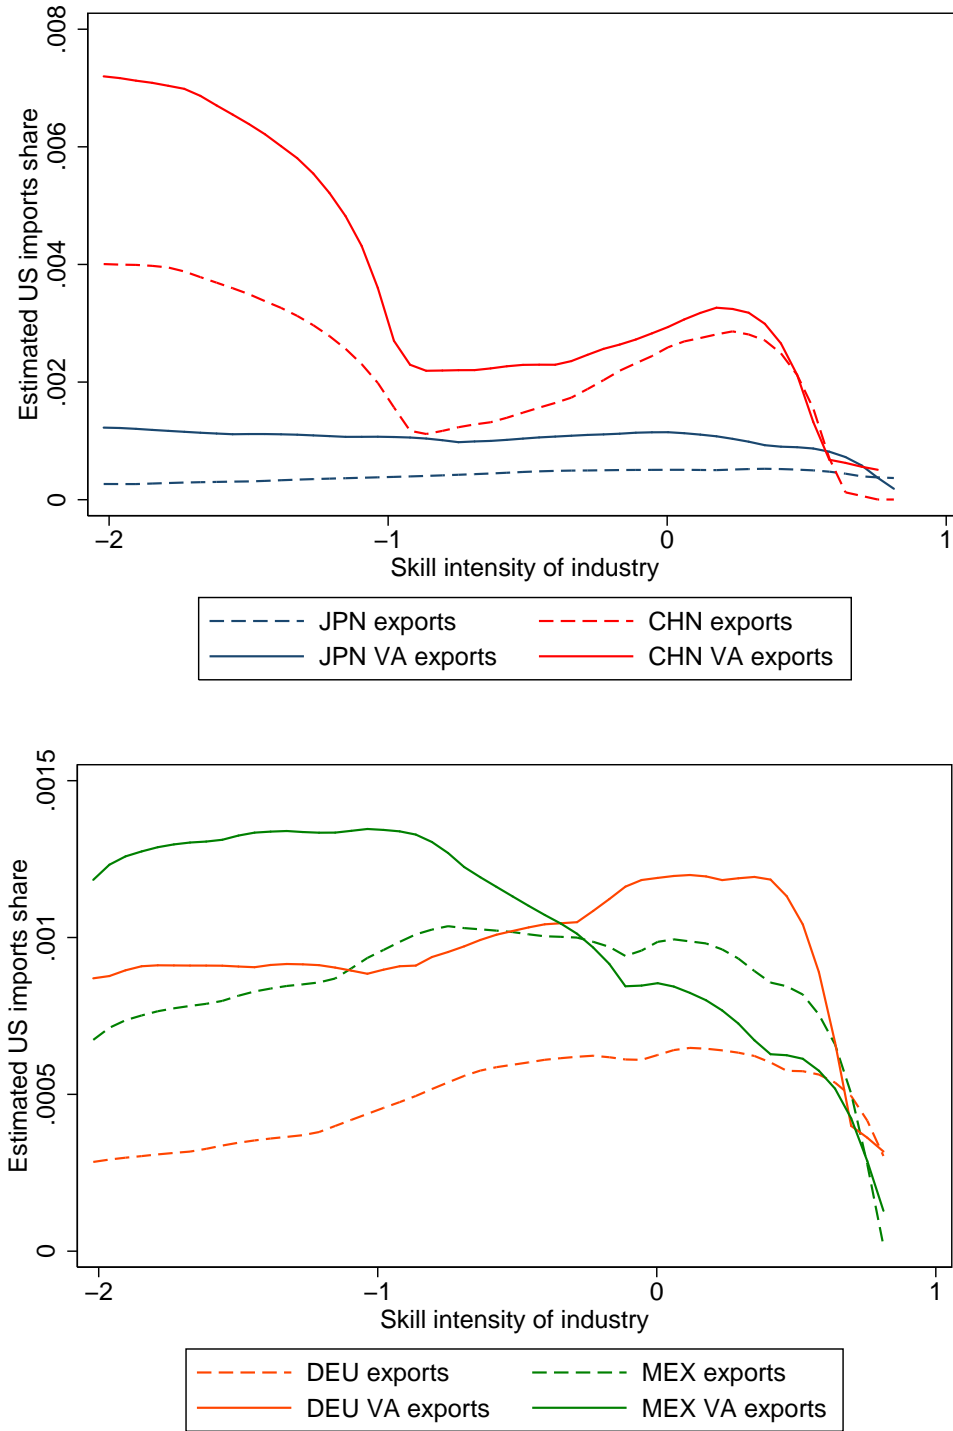 Estimated US imports share
.008
.006
.004
.002
0
−2
−1
0
1
Skill intensity of industry
JPN exports
CHN exports
JPN VA exports
CHN VA exports
Estimated US imports share
.0015
.001
.0005
0
−2
−1
0
1
Skill intensity of industry
DEU exports
MEX exports
DEU VA exports
MEX VA exports